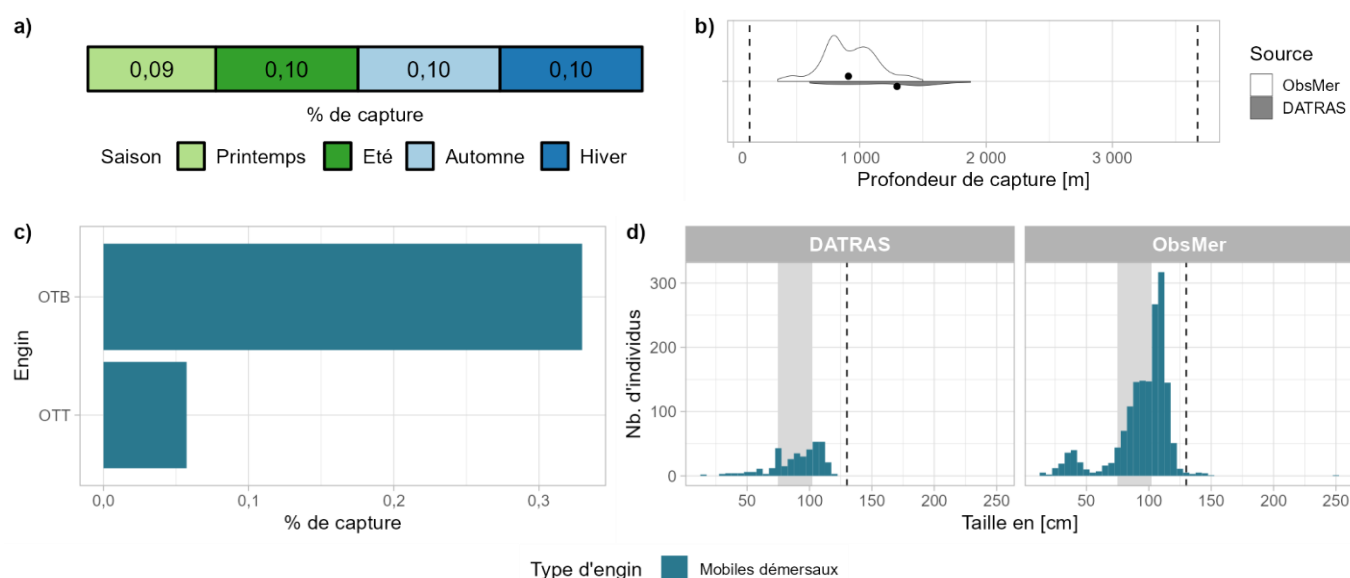 a)
0,09 0,10 0,10 0,10
% de capture
Saison Printemps Eté Automne Hiver
b)
0 1 000 2 000 3 000
Profondeur de capture [m]
Source
ObsMer
DATRAS
c)
Engin
OTB
OTT
0,0 0,1 0,2 0,3
% de capture
d)
DATRAS ObsMer
Nb. d'individus
300
200
100
0
50 100 150 200 250 50 100 150 200 250
Taille en [cm]
Type d'engin Mobiles démersaux